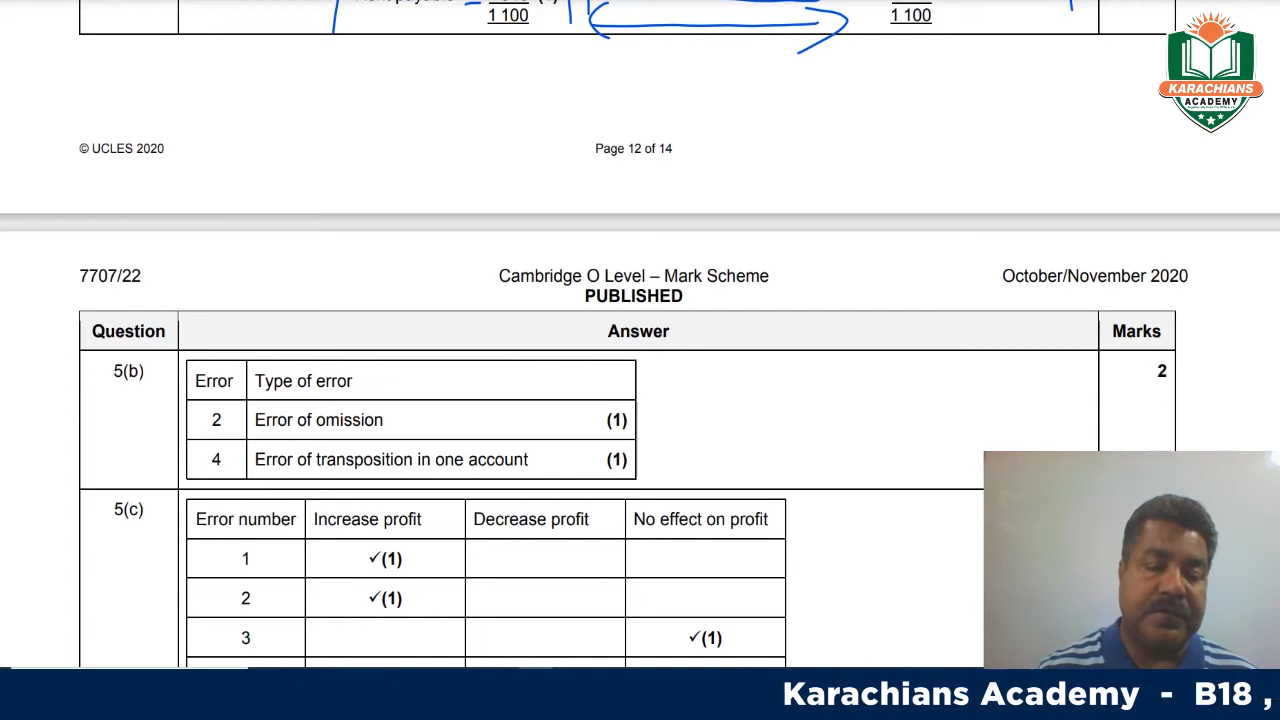 1 100 1 100
KARACHIANS
ACADEMY
© UCLES 2020 Page 12 of 14
7707/22 Cambridge O Level – Mark Scheme October/November 2020
PUBLISHED
Question Answer Marks
5(b) 2
Error Type of error
2 Error of omission (1)
4 Error of transposition in one account (1)
5(c)
Error number Increase profit Decrease profit No effect on profit
1 ✓(1)
2 ✓(1)
3 ✓(1)
Karachians Academy - B18 ,